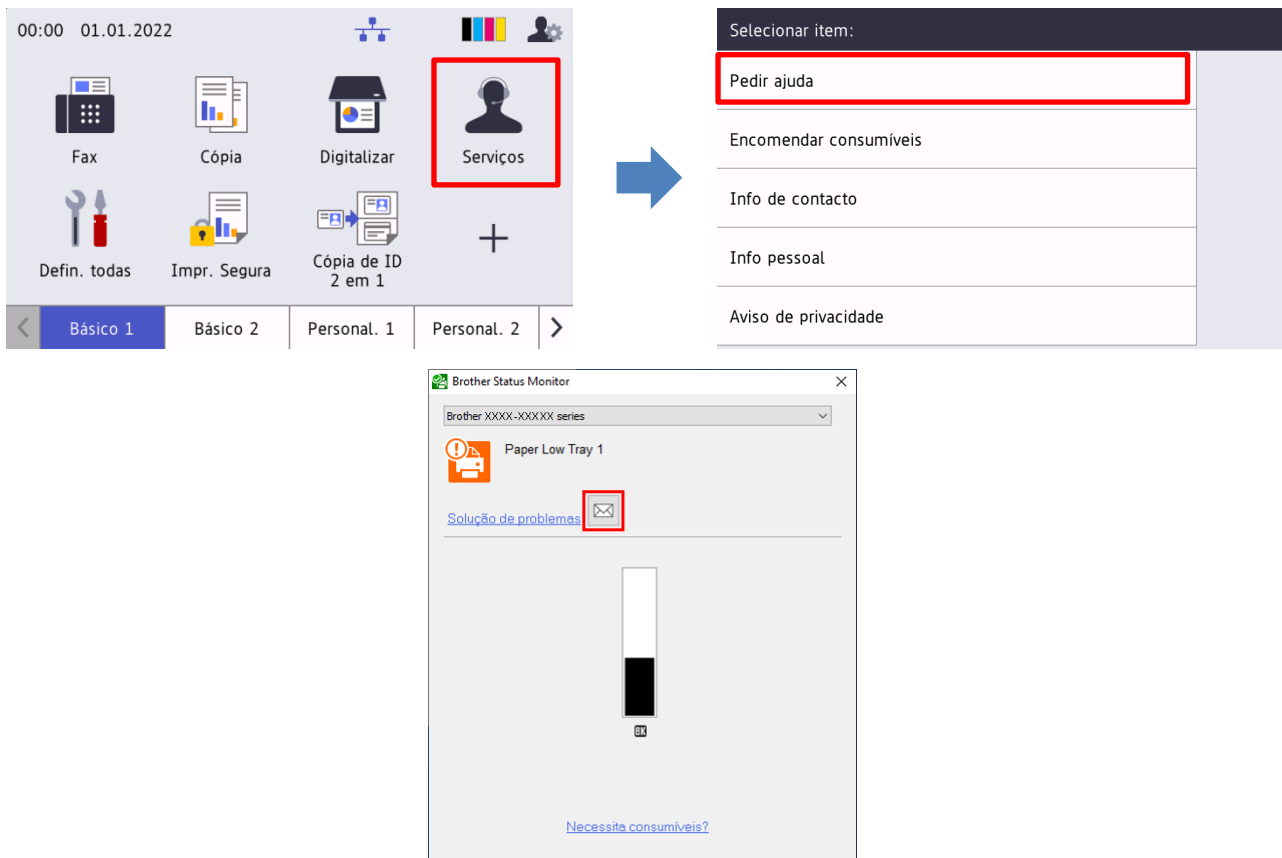 00:00 01.01.2022
Fax
Cópia
Digitalizar
Serviços
Defin. todas
Impr. Segura
Cópia de ID
2 em 1
Básico 1
Básico 2
Personal. 1
Personal. 2
Selecionar item:
Pedir ajuda
Encomendar consumíveis
Info de contacto
Info pessoal
Aviso de privacidade
Brother Status Monitor
Brother XXXX-XXXXX series
Paper Low Tray 1
Solução de problemas
BK
Necessita consumíveis?